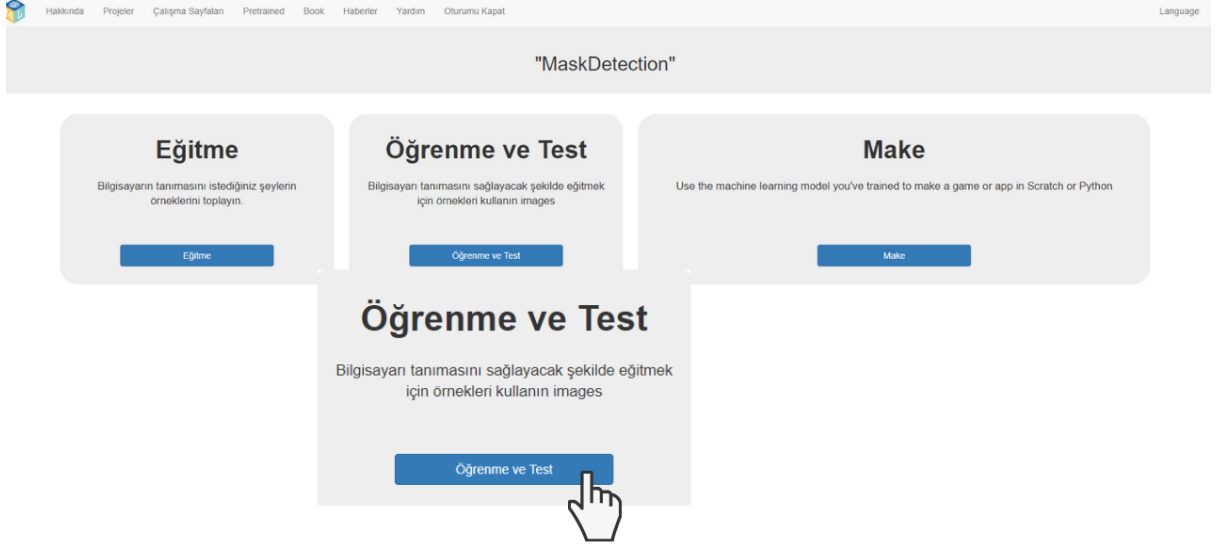 Hakkında Projeler Çalışma Sayfaları Pretrained Book Haberler Yardım Oturumu Kapat Language
"MaskDetection"
Eğitme
Bilgisayarın tanımasını istediğiniz şeylerin
örneklerini toplayın.
Eğitme
Öğrenme ve Test
Bilgisayarı tanımasını sağlayacak şekilde eğitmek
için örnekleri kullanın images
Öğrenme ve Test
Make
Use the machine learning model you've trained to make a game or app in Scratch or Python
Make
Öğrenme ve Test
Bilgisayarı tanımasını sağlayacak şekilde eğitmek
için örnekleri kullanın images
Öğrenme ve Test